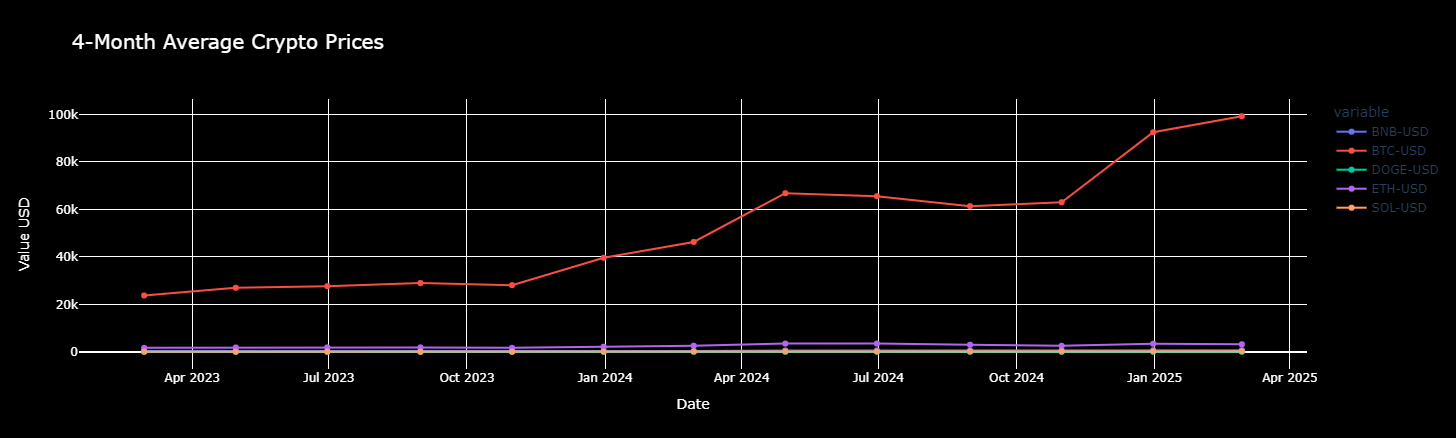 4-Month Average Crypto Prices
100k
80k
60k
40k
20k
0
Value USD
Apr 2023
Jul 2023
Oct 2023
Jan 2024
Apr 2024
Jul 2024
Oct 2024
Jan 2025
Apr 2025
Date
variable
BNB-USD
BTC-USD
DOGE-USD
ETH-USD
SOL-USD